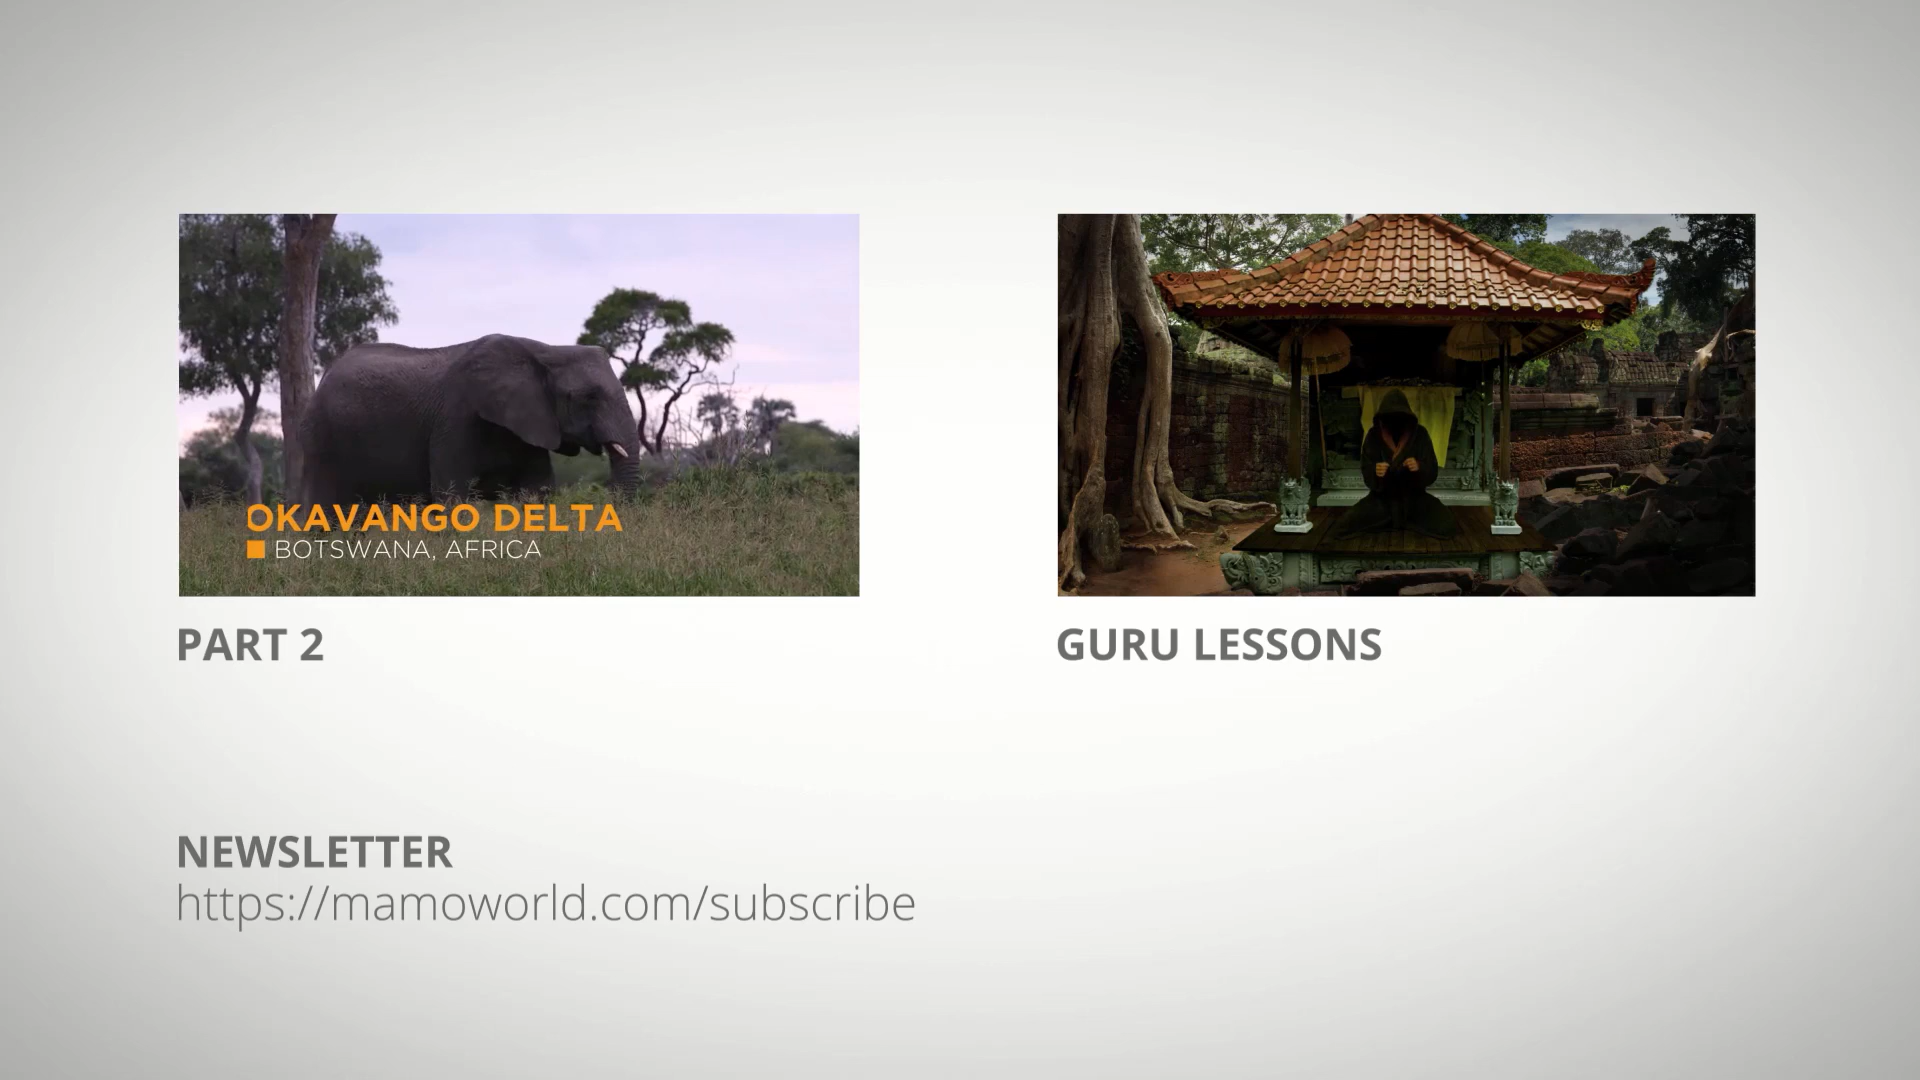 OKAVANGO DELTA
BOTSWANA, AFRICA
PART 2
GURU LESSONS
NEWSLETTER
https://mamoworld.com/subscribe